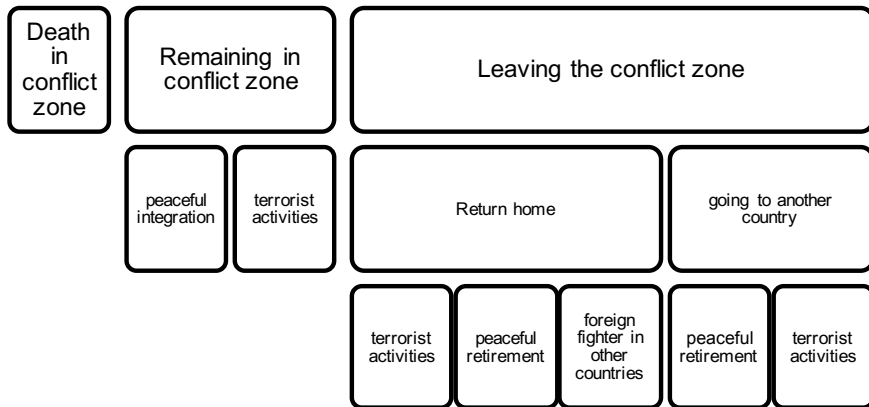 Death
in
conflict
zone
Remaining in
conflict zone
Leaving the conflict zone
peaceful
integration
terrorist
activities
Return home
going to another
country
terrorist
activities
peaceful
retirement
foreign
fighter in
other
countries
peaceful
retirement
terrorist
activities